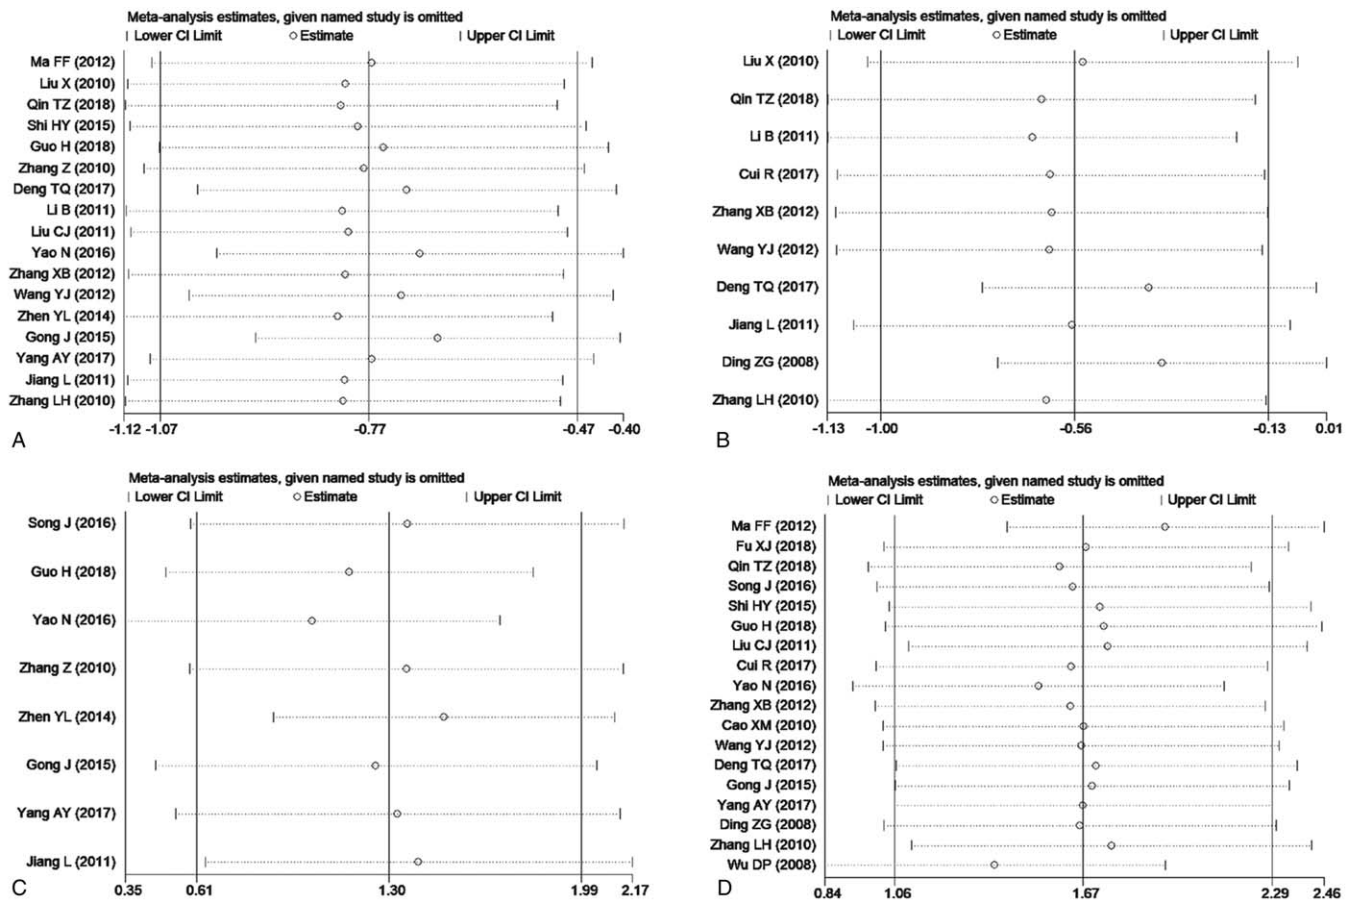 Meta-analysis estimates, given named study is omitted
| Lower CI Limit ○ Estimate | Upper CI Limit
Ma FF (2012)
Liu X (2010)
Qin TZ (2018)
Shi HY (2015)
Guo H (2018)
Zhang Z (2010)
Deng TQ (2017)
Li B (2011)
Liu CJ (2011)
Yao N (2016)
Zhang XB (2012)
Wang YJ (2012)
Zhen YL (2014)
Gong J (2015)
Yang AY (2017)
Jiang L (2011)
Zhang LH (2010)
-1.12 -1.07 -0.77 -0.47 -0.40
A
Meta-analysis estimates, given named study is omitted
| Lower CI Limit ○ Estimate | Upper CI Limit
Liu X (2010)
Qin TZ (2018)
Li B (2011)
Cui R (2017)
Zhang XB (2012)
Wang YJ (2012)
Deng TQ (2017)
Jiang L (2011)
Ding ZG (2008)
Zhang LH (2010)
-1.13 -1.00 -0.56 -0.13 0.01
B
Meta-analysis estimates, given named study is omitted
| Lower CI Limit ○ Estimate | Upper CI Limit
Song J (2016)
Guo H (2018)
Yao N (2016)
Zhang Z (2010)
Zhen YL (2014)
Gong J (2015)
Yang AY (2017)
Jiang L (2011)
0.35 0.61 1.30 1.99 2.17
C
Meta-analysis estimates, given named study is omitted
| Lower CI Limit ○ Estimate | Upper CI Limit
Ma FF (2012)
Fu XJ (2018)
Qin TZ (2018)
Song J (2016)
Shi HY (2015)
Guo H (2018)
Liu CJ (2011)
Cui R (2017)
Yao N (2016)
Zhang XB (2012)
Cao XM (2010)
Wang YJ (2012)
Deng TQ (2017)
Gong J (2015)
Yang AY (2017)
Ding ZG (2008)
Zhang LH (2010)
Wu DP (2008)
0.84 1.06 1.67 2.29 2.46
D